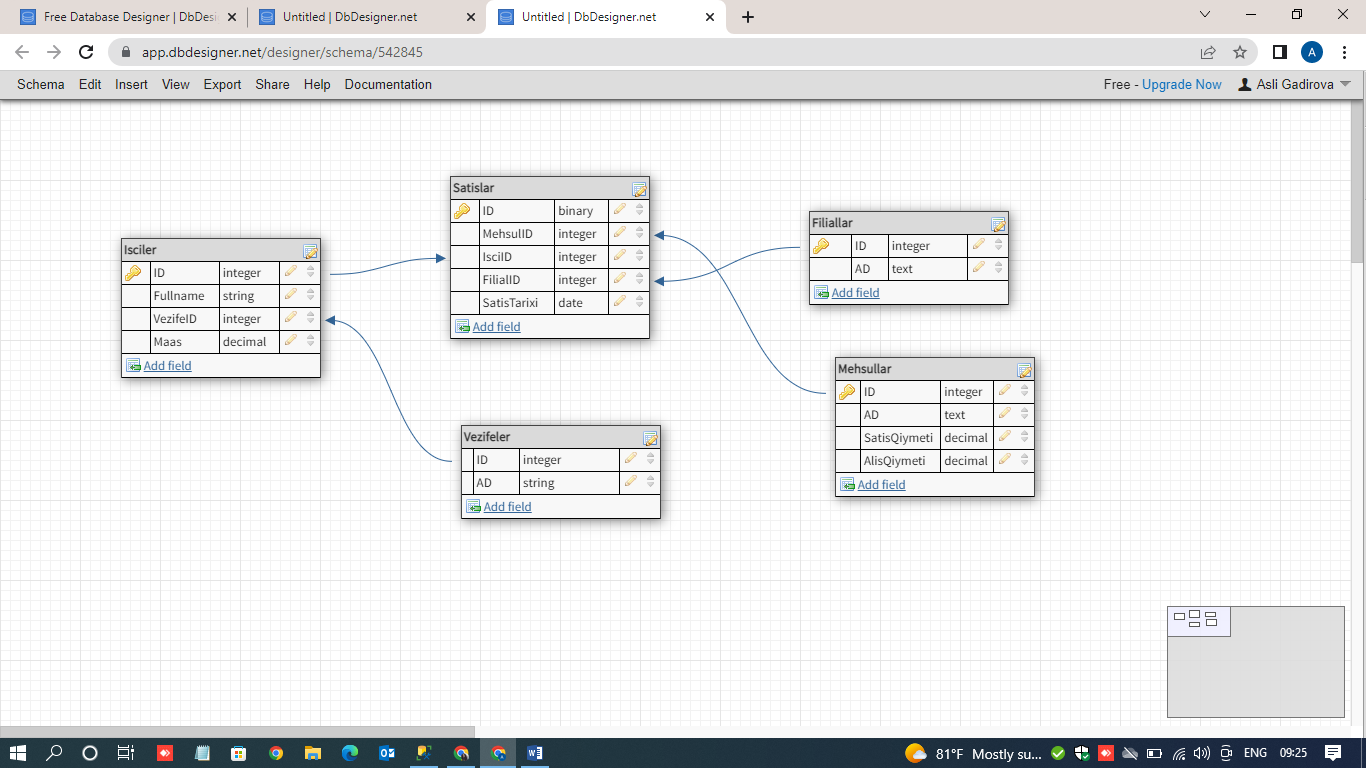 Free Database Designer | DbDesi
Untitled | DbDesigner.net
Untitled | DbDesigner.net
app.dbdesigner.net/designer/schema/542845
A
Schema Edit Insert View Export Share Help Documentation
Free - Upgrade Now Asli Gadirova
Satislar
ID binary
MehsulID integer
IsciID integer
FilialID integer
SatisTarixi date
Add field
Filiallar
ID integer
AD text
Add field
Isciler
ID integer
Fullname string
VezifeID integer
Maas decimal
Add field
Mehsullar
ID integer
AD text
SatisQiymeti decimal
AlisQiymeti decimal
Add field
Vezifeler
ID integer
AD string
Add field
81°F Mostly su... ENG 09:25